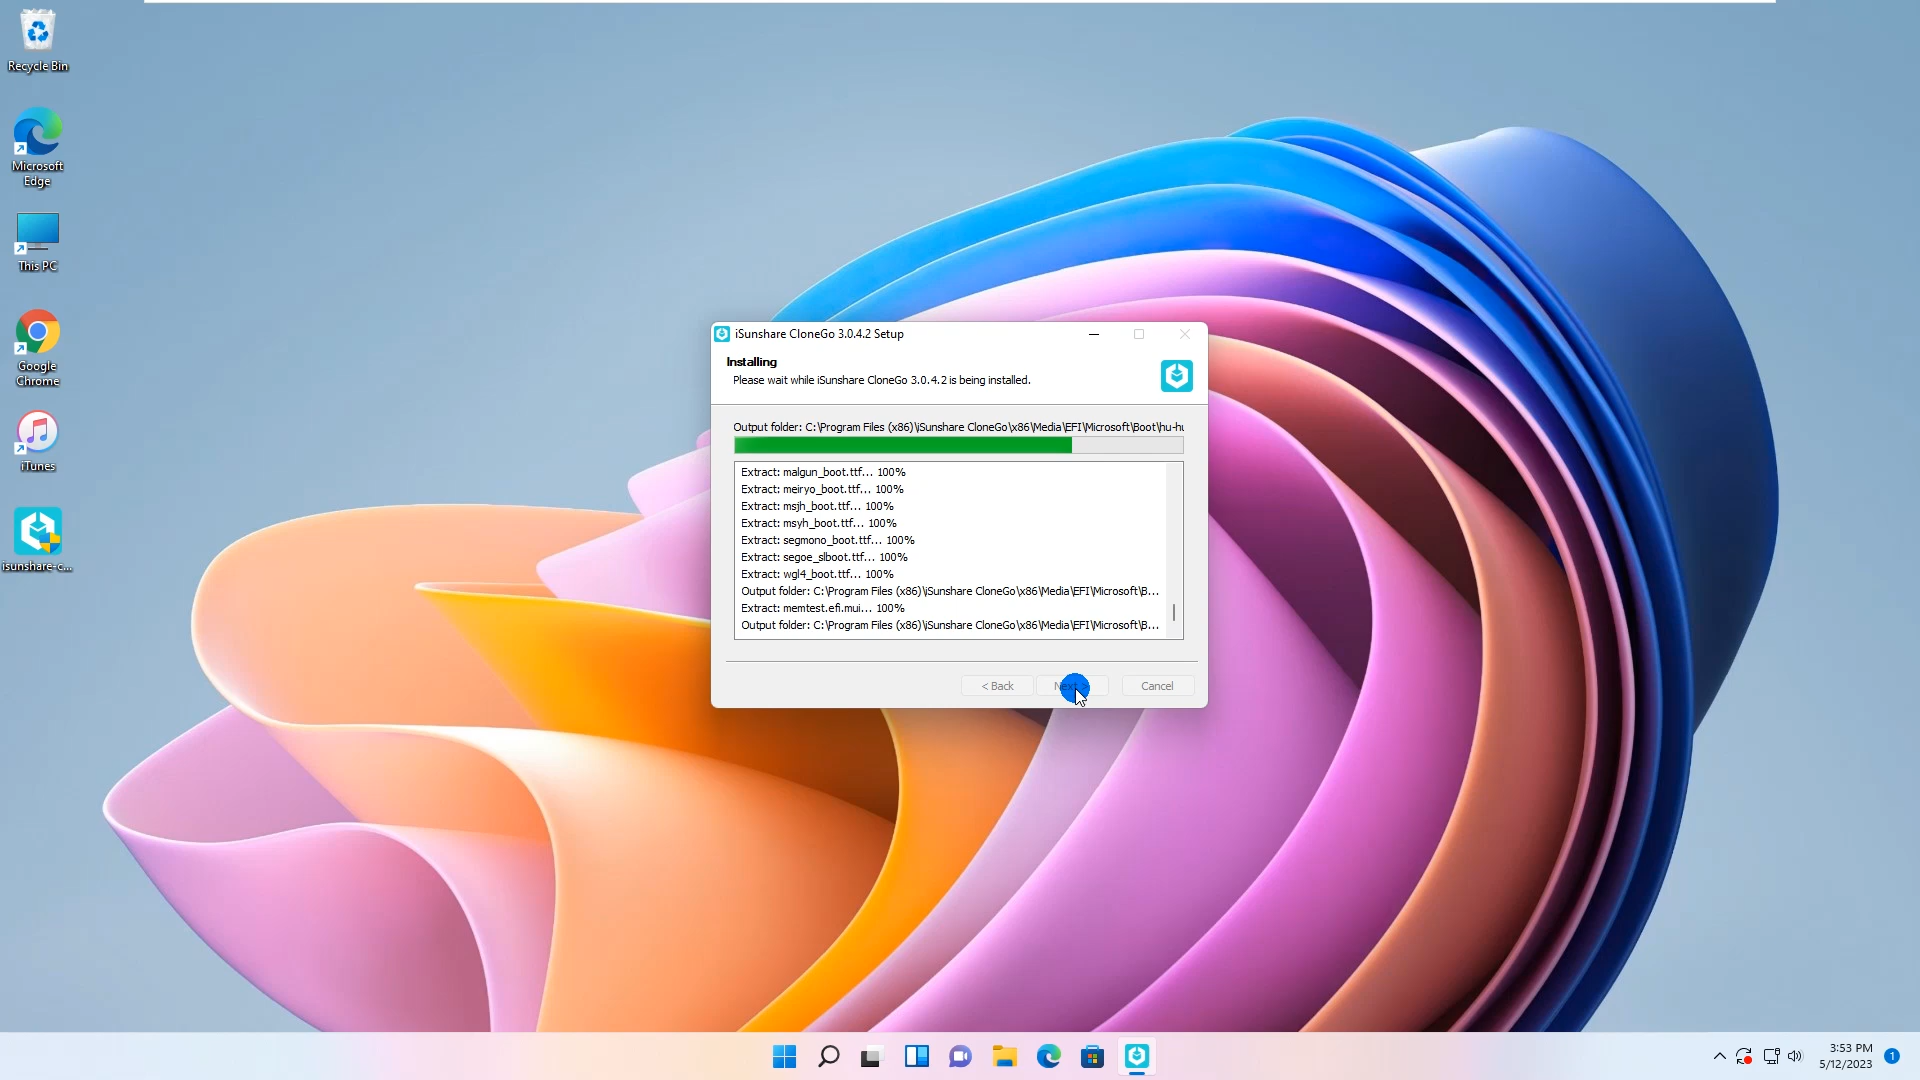 Recycle Bin
Microsoft
Edge
This PC
Google
Chrome
iTunes
isunshare-c...
iSunshare CloneGo 3.0.4.2 Setup
Installing
Please wait while iSunshare CloneGo 3.0.4.2 is being installed.
Output folder: C:\Program Files (x86)\iSunshare CloneGo\x86\Media\EFI\Microsoft\Boot\hu-hu
Extract: malgun_boot.ttf... 100%
Extract: meiryo_boot.ttf... 100%
Extract: msjh_boot.ttf... 100%
Extract: msyh_boot.ttf... 100%
Extract: segmono_boot.ttf... 100%
Extract: segoe_slboot.ttf... 100%
Extract: wgl4_boot.ttf... 100%
Output folder: C:\Program Files (x86)\iSunshare CloneGo\x86\Media\EFI\Microsoft\B...
Extract: memtest.efi.mui... 100%
Output folder: C:\Program Files (x86)\iSunshare CloneGo\x86\Media\EFI\Microsoft\B...
< Back
Next >
Cancel
3:53 PM
5/12/2023
1